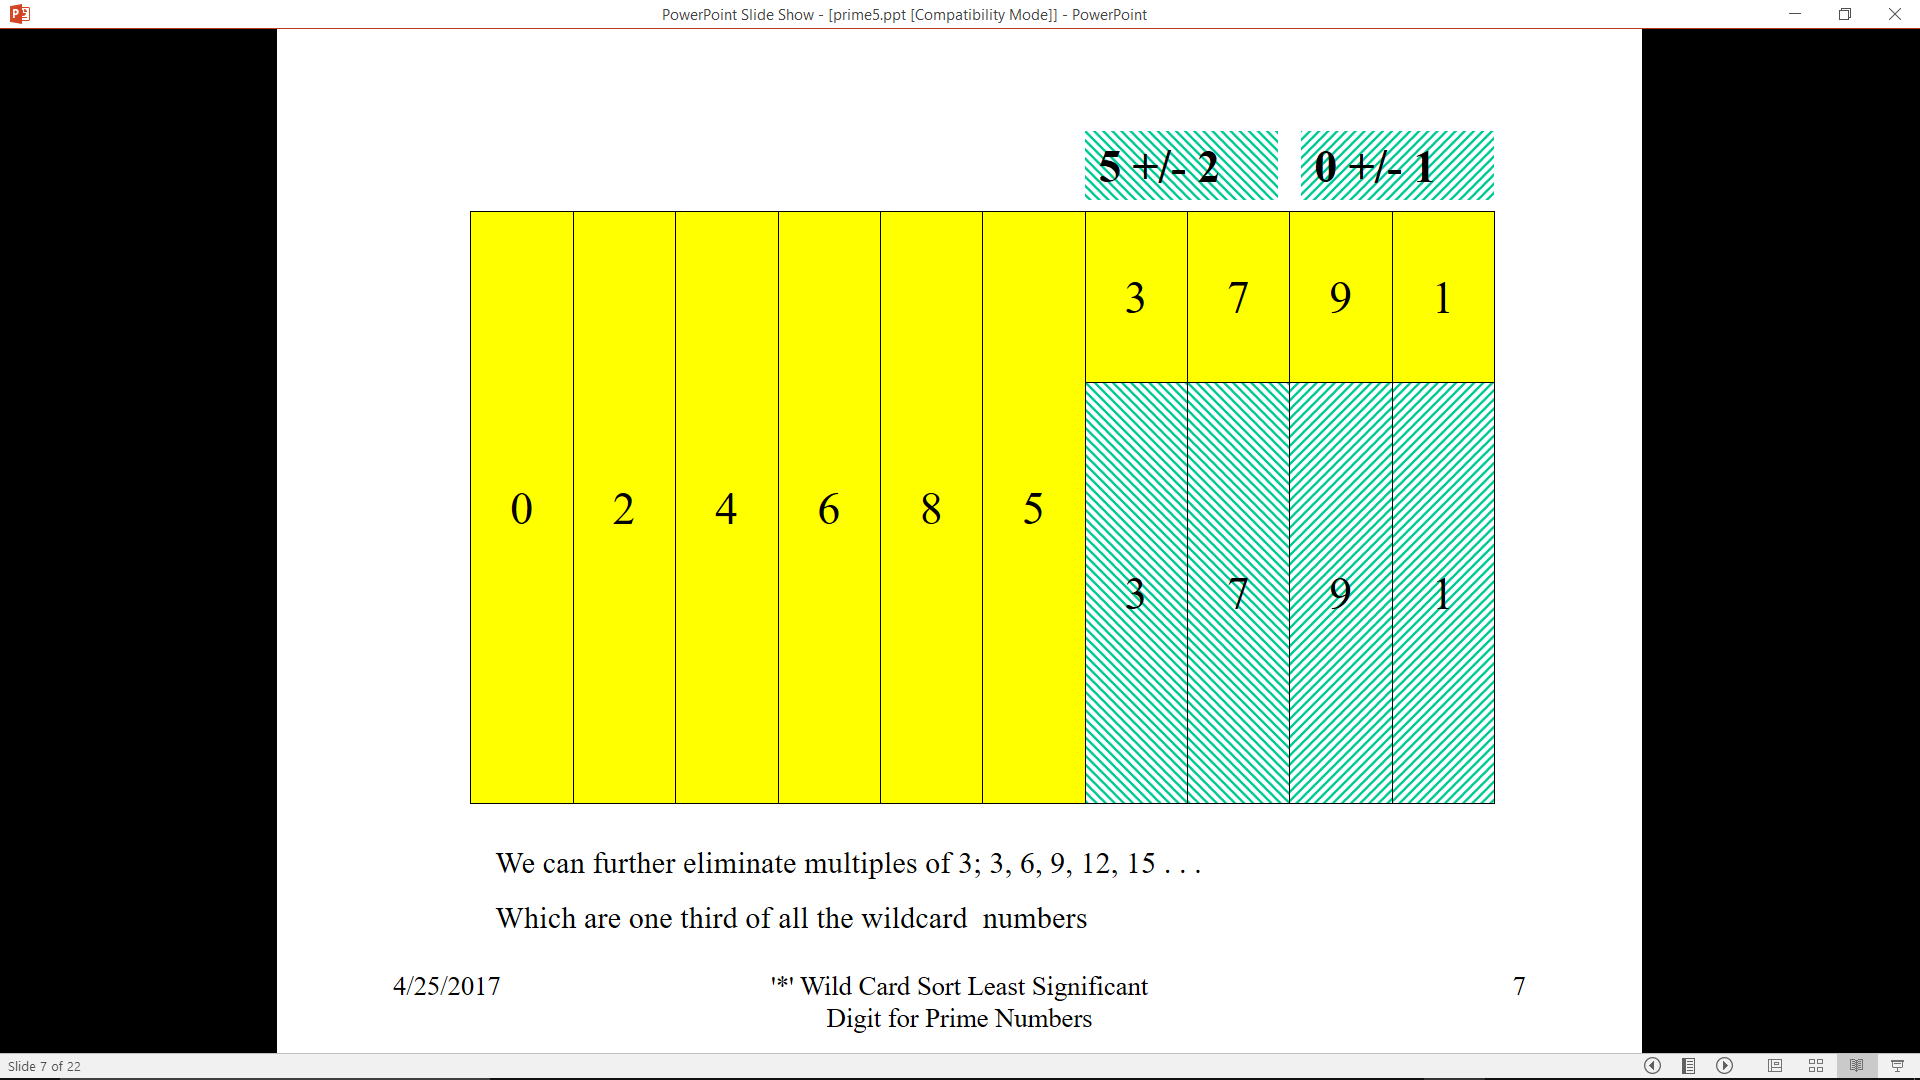 PowerPoint Slide Show - [prime5.ppt [Compatibility Mode]] - PowerPoint
5 +/- 2 0 +/- 1
3 7 9 1
0 2 4 6 8 5
3 7 9 1
We can further eliminate multiples of 3; 3, 6, 9, 12, 15 . . .
Which are one third of all the wildcard  numbers
4/25/2017
'*' Wild Card Sort Least Significant
Digit for Prime Numbers
7
Slide 7 of 22